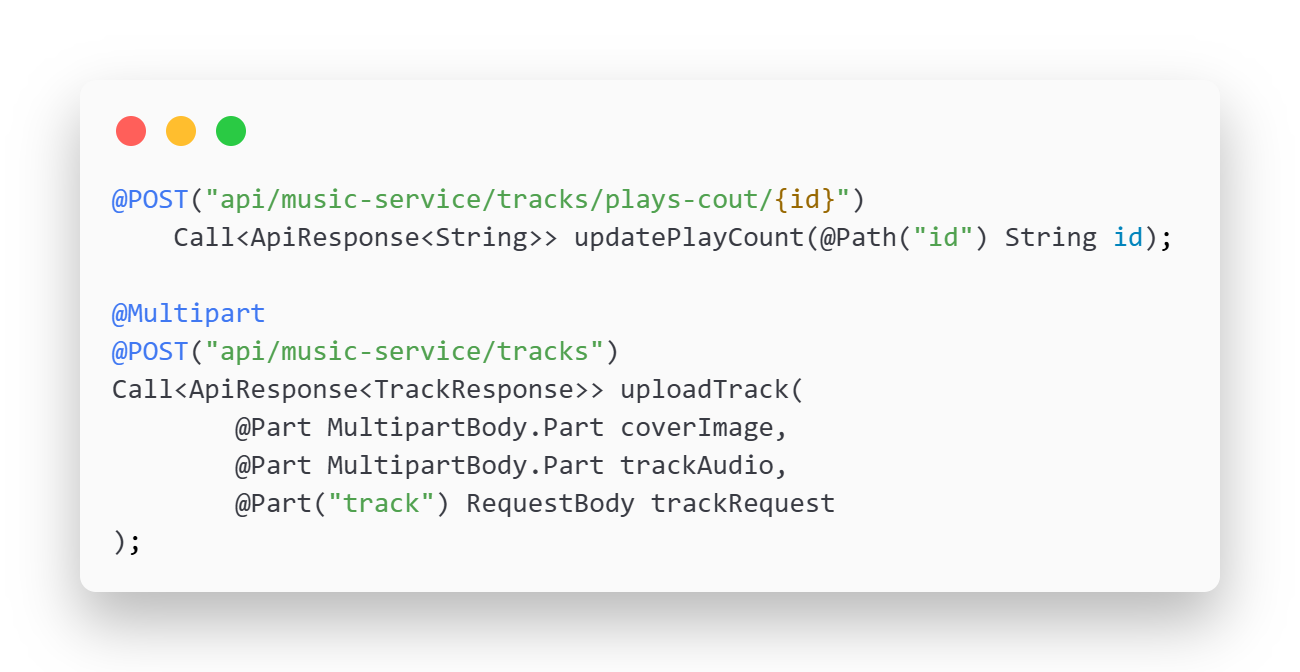 @POST("api/music-service/tracks/plays-cout/{id}")
    Call<ApiResponse<String>> updatePlayCount(@Path("id") String id);

@Multipart
@POST("api/music-service/tracks")
Call<ApiResponse<TrackResponse>> uploadTrack(
        @Part MultipartBody.Part coverImage,
        @Part MultipartBody.Part trackAudio,
        @Part("track") RequestBody trackRequest
);